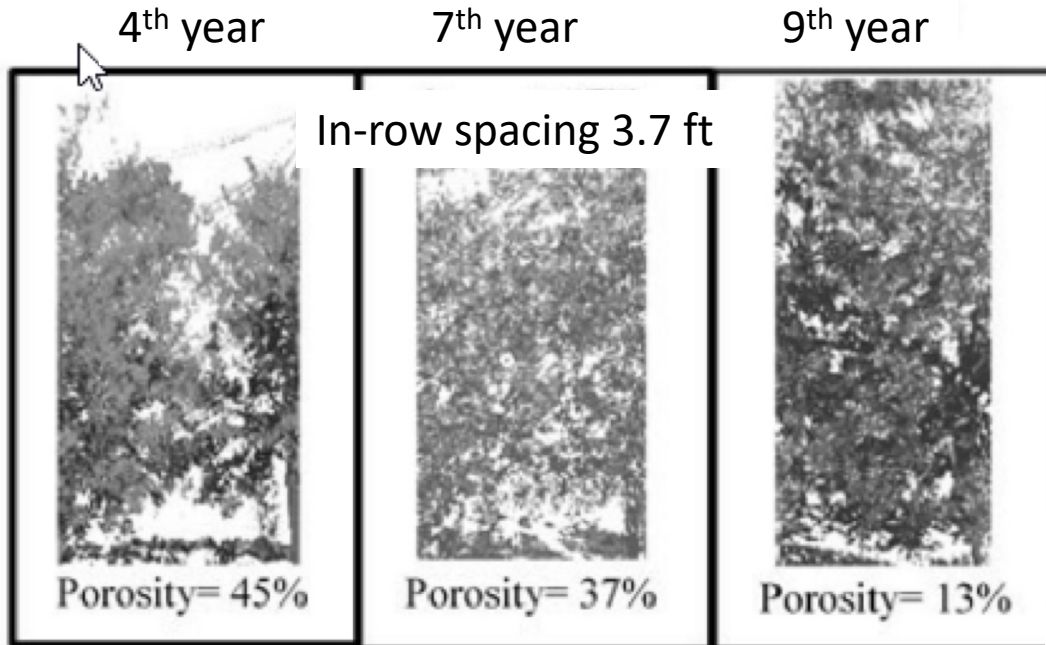 4th year 7th year 9th year
In-row spacing 3.7 ft
Porosity= 45% Porosity= 37% Porosity= 13%